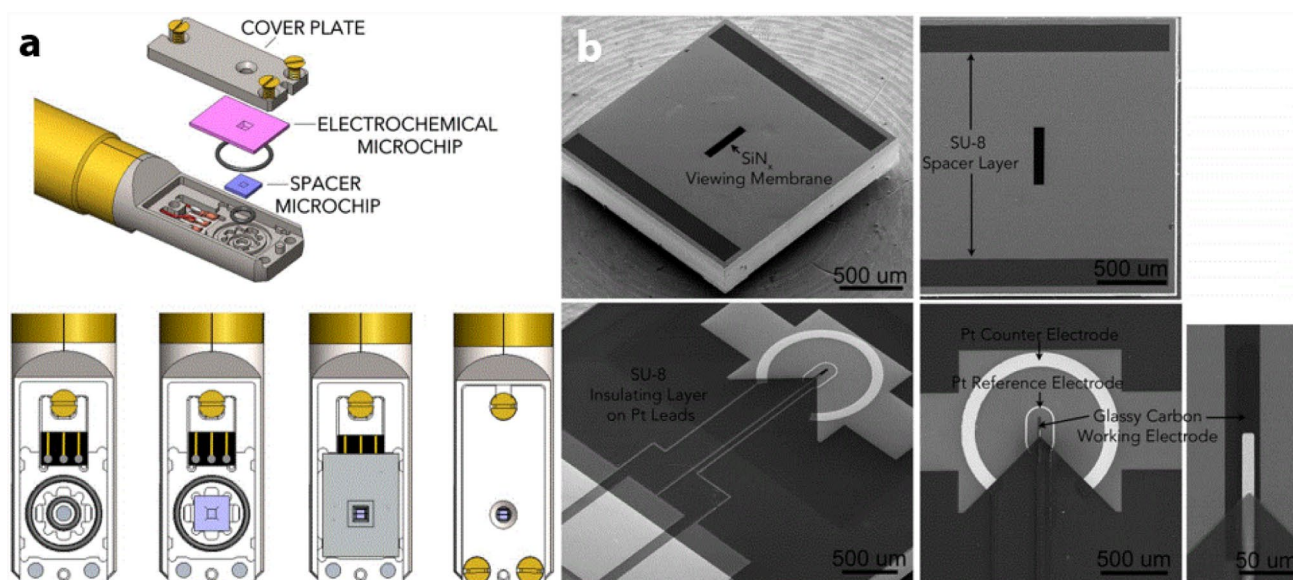 a
COVER PLATE
ELECTROCHEMICAL
MICROCHIP
SPACER
MICROCHIP
b
SiNx
Viewing Membrane
500 um
SU-8
Spacer Layer
500 um
SU-8
Insulating Layer
on Pt Leads
500 um
Pt Counter Electrode
Pt Reference Electrode
Glassy Carbon
Working Electrode
500 um
50 um